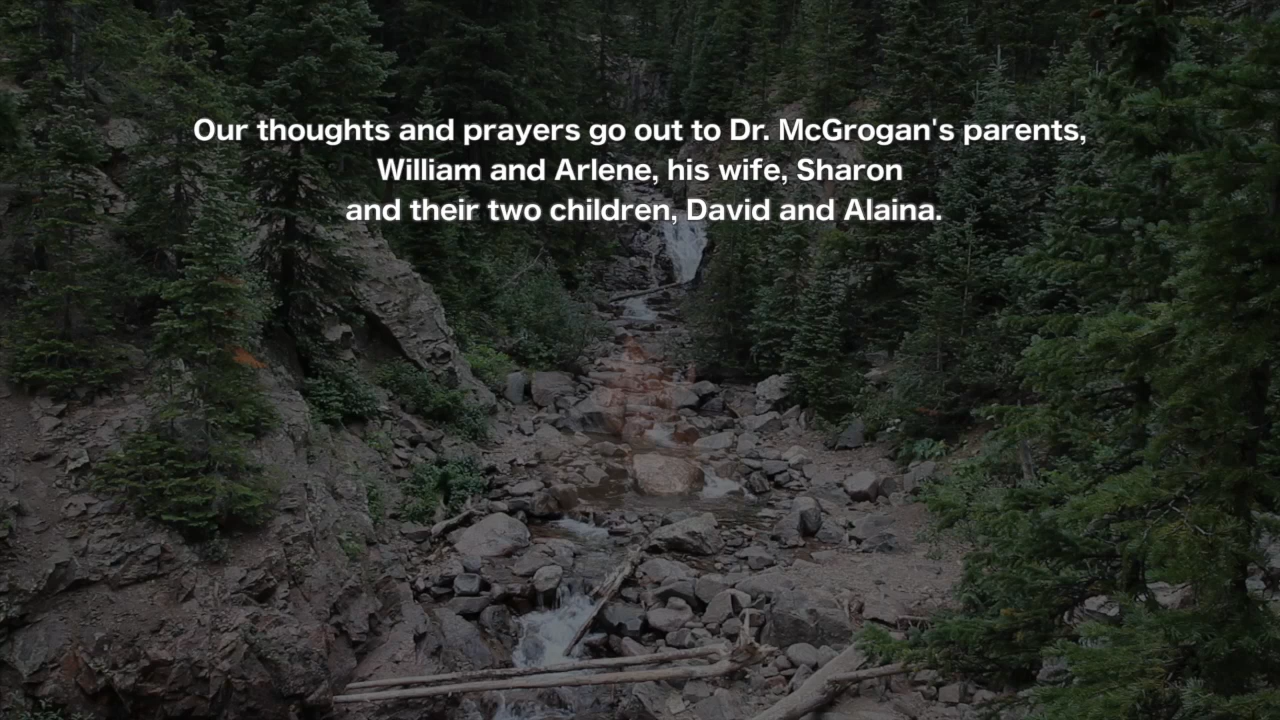 Our thoughts and prayers go out to Dr. McGrogan's parents,
William and Arlene, his wife, Sharon
and their two children, David and Alaina.